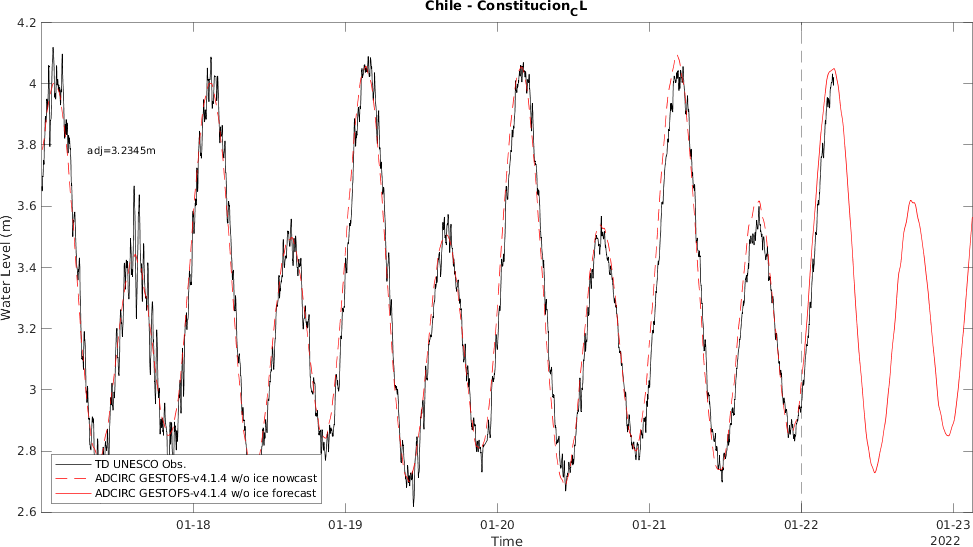 Chile - Constitucion_CL
4.2
4
3.8
3.6
3.4
3.2
3
2.8
2.6
Water Level (m)
adj=3.2345m
TD UNESCO Obs.
ADCIRC GESTOFS-v4.1.4 w/o ice nowcast
ADCIRC GESTOFS-v4.1.4 w/o ice forecast
01-18 01-19 01-20 01-21 01-22 01-23
Time 2022